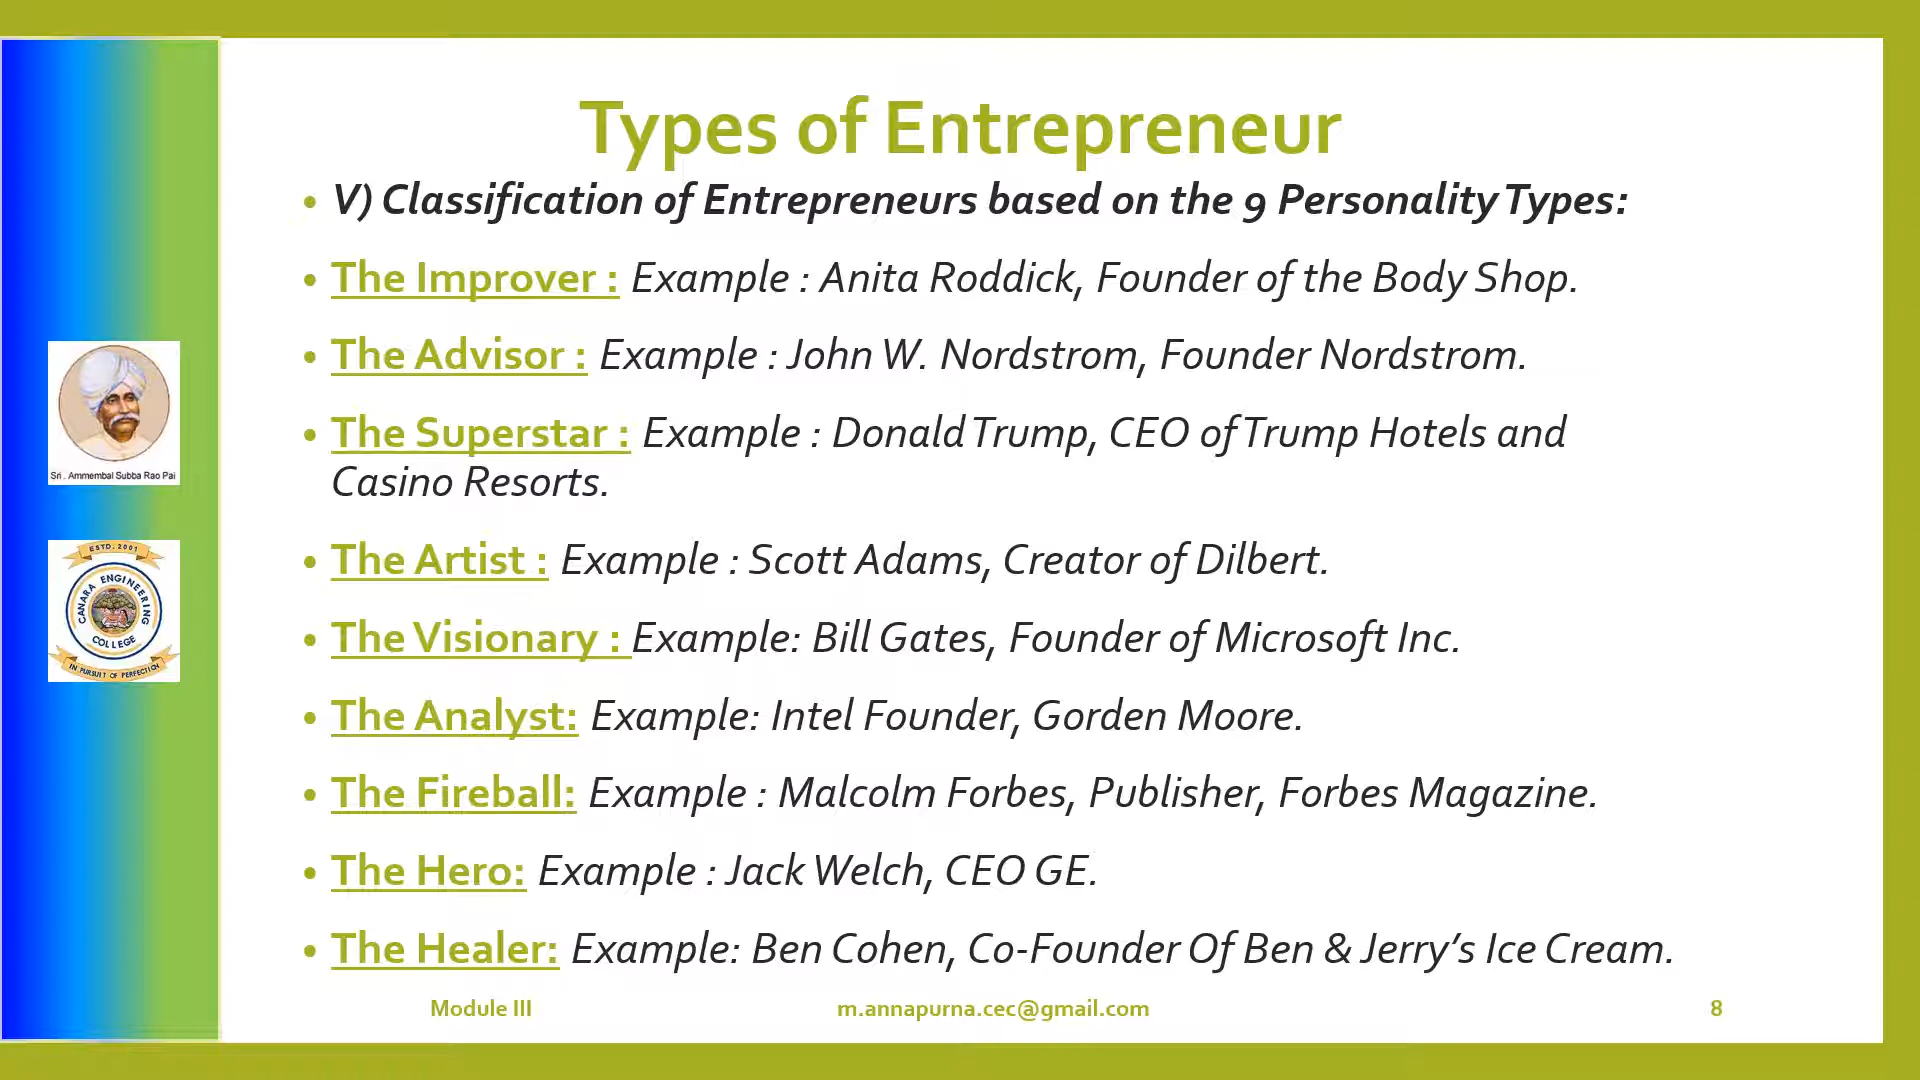 Types of Entrepreneur
• V) Classification of Entrepreneurs based on the 9 Personality Types:
• The Improver : Example : Anita Roddick, Founder of the Body Shop.
• The Advisor : Example : John W. Nordstrom, Founder Nordstrom.
• The Superstar : Example : Donald Trump, CEO of Trump Hotels and
Casino Resorts.
• The Artist : Example : Scott Adams, Creator of Dilbert.
• The Visionary : Example: Bill Gates, Founder of Microsoft Inc.
• The Analyst: Example: Intel Founder, Gorden Moore.
• The Fireball: Example : Malcolm Forbes, Publisher, Forbes Magazine.
• The Hero: Example : Jack Welch, CEO GE.
• The Healer: Example: Ben Cohen, Co-Founder Of Ben & Jerry’s Ice Cream.
Sri . Ammembal Subba Rao Pai
ESTD. 2001
CANARA ENGINEERING
COLLEGE
IN PURSUIT OF PERFECTION
Module III
m.annapurna.cec@gmail.com
8